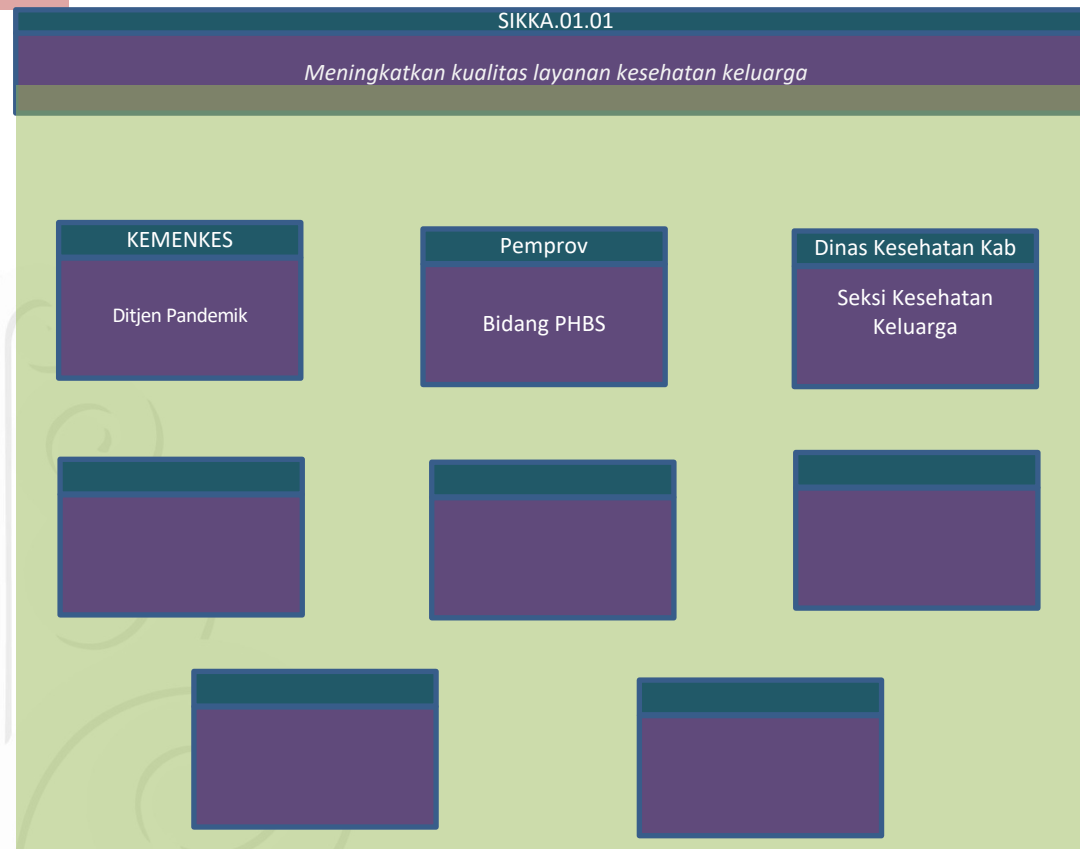 SIKKA.01.01
Meningkatkan kualitas layanan kesehatan keluarga
KEMENKES
Ditjen Pandemik
Pemprov
Bidang PHBS
Dinas Kesehatan Kab
Seksi Kesehatan
Keluarga